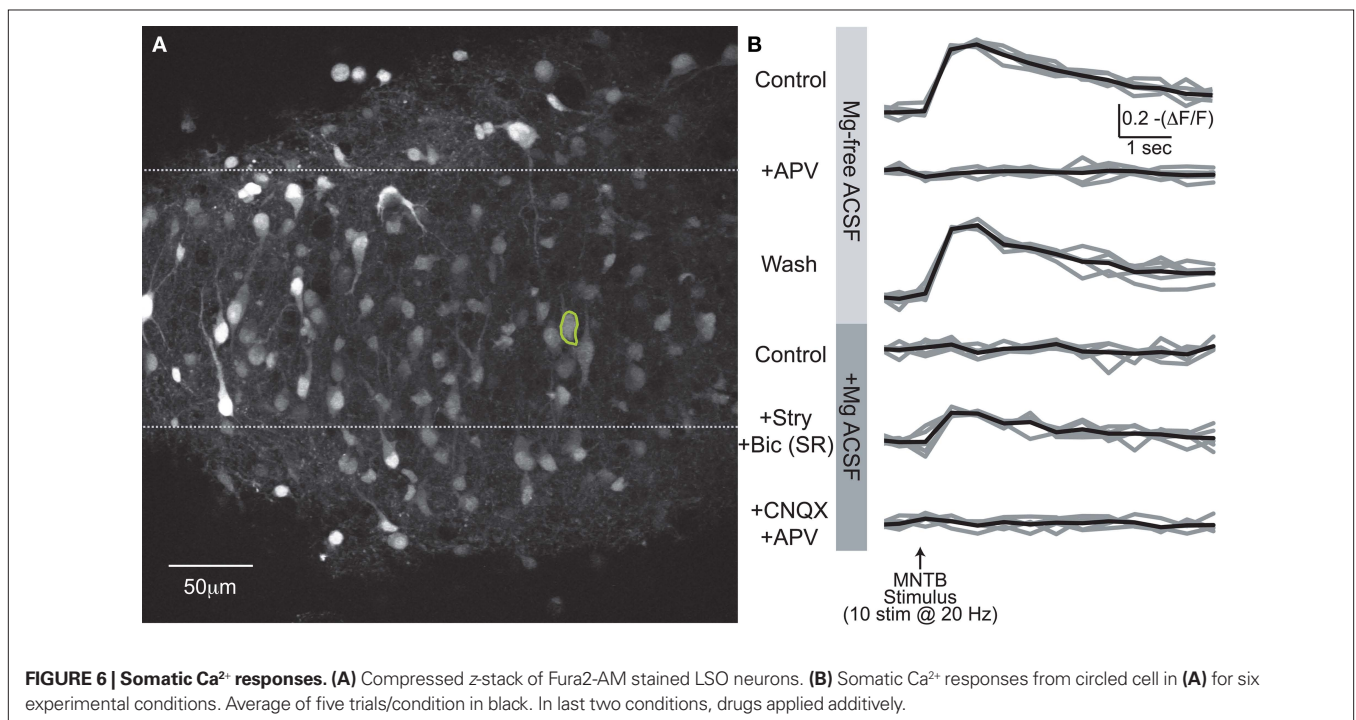 A
50μm
B
Control
+APV
Wash
Control
+Stry
+Bic (SR)
+CNQX
+APV
Mg-free ACSF
+Mg ACSF
0.2 -(ΔF/F)
1 sec
MNTB
Stimulus
(10 stim @ 20 Hz)
FIGURE 6 | Somatic Ca²⁺ responses. (A) Compressed z-stack of Fura2-AM stained LSO neurons. (B) Somatic Ca²⁺ responses from circled cell in (A) for six
experimental conditions. Average of five trials/condition in black. In last two conditions, drugs applied additively.